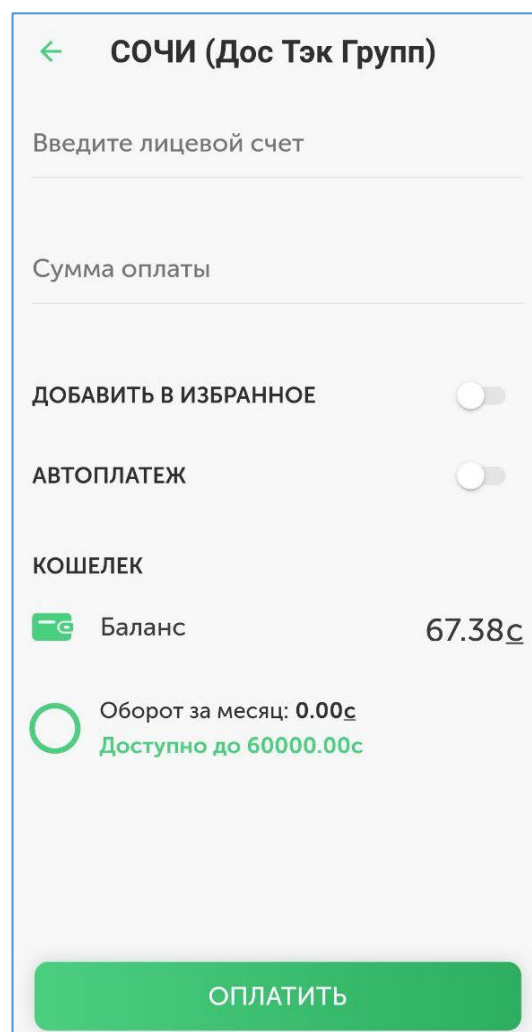 СОЧИ (Дос Тэк Групп)
Введите лицевой счет
Сумма оплаты
ДОБАВИТЬ В ИЗБРАННОЕ
АВТОПЛАТЕЖ
КОШЕЛЕК
Баланс 67.38с
Оборот за месяц: 0.00с
Доступно до 60000.00с
ОПЛАТИТЬ